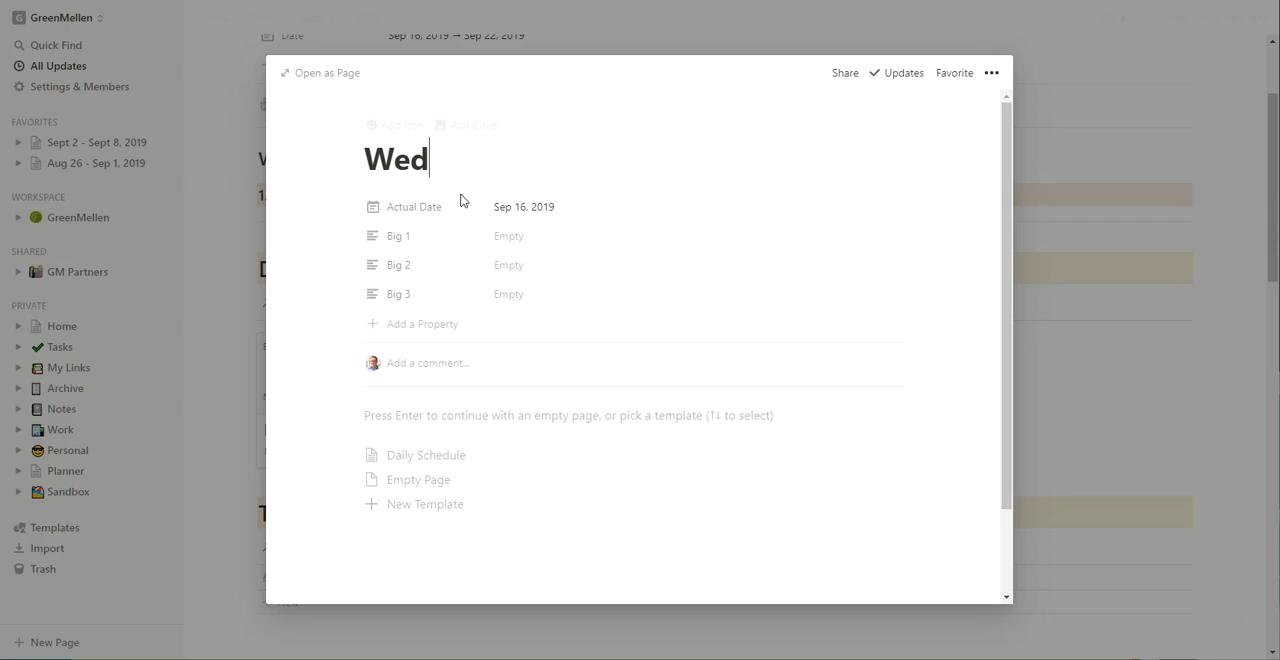 GreenMellen
Quick Find
All Updates
Settings & Members
FAVORITES
Sept 2 - Sept 8, 2019
Aug 26 - Sep 1, 2019
WORKSPACE
GreenMellen
SHARED
GM Partners
PRIVATE
Home
Tasks
My Links
Archive
Notes
Work
Personal
Planner
Sandbox
Templates
Import
Trash
New Page
Date Sep 16, 2019 → Sep 22, 2019
Open as Page
Share Updates Favorite
Add Icon Add Cover
Wed
Actual Date Sep 16, 2019
Big 1 Empty
Big 2 Empty
Big 3 Empty
Add a Property
Add a comment...
Press Enter to continue with an empty page, or pick a template (↑↓ to select)
Daily Schedule
Empty Page
New Template